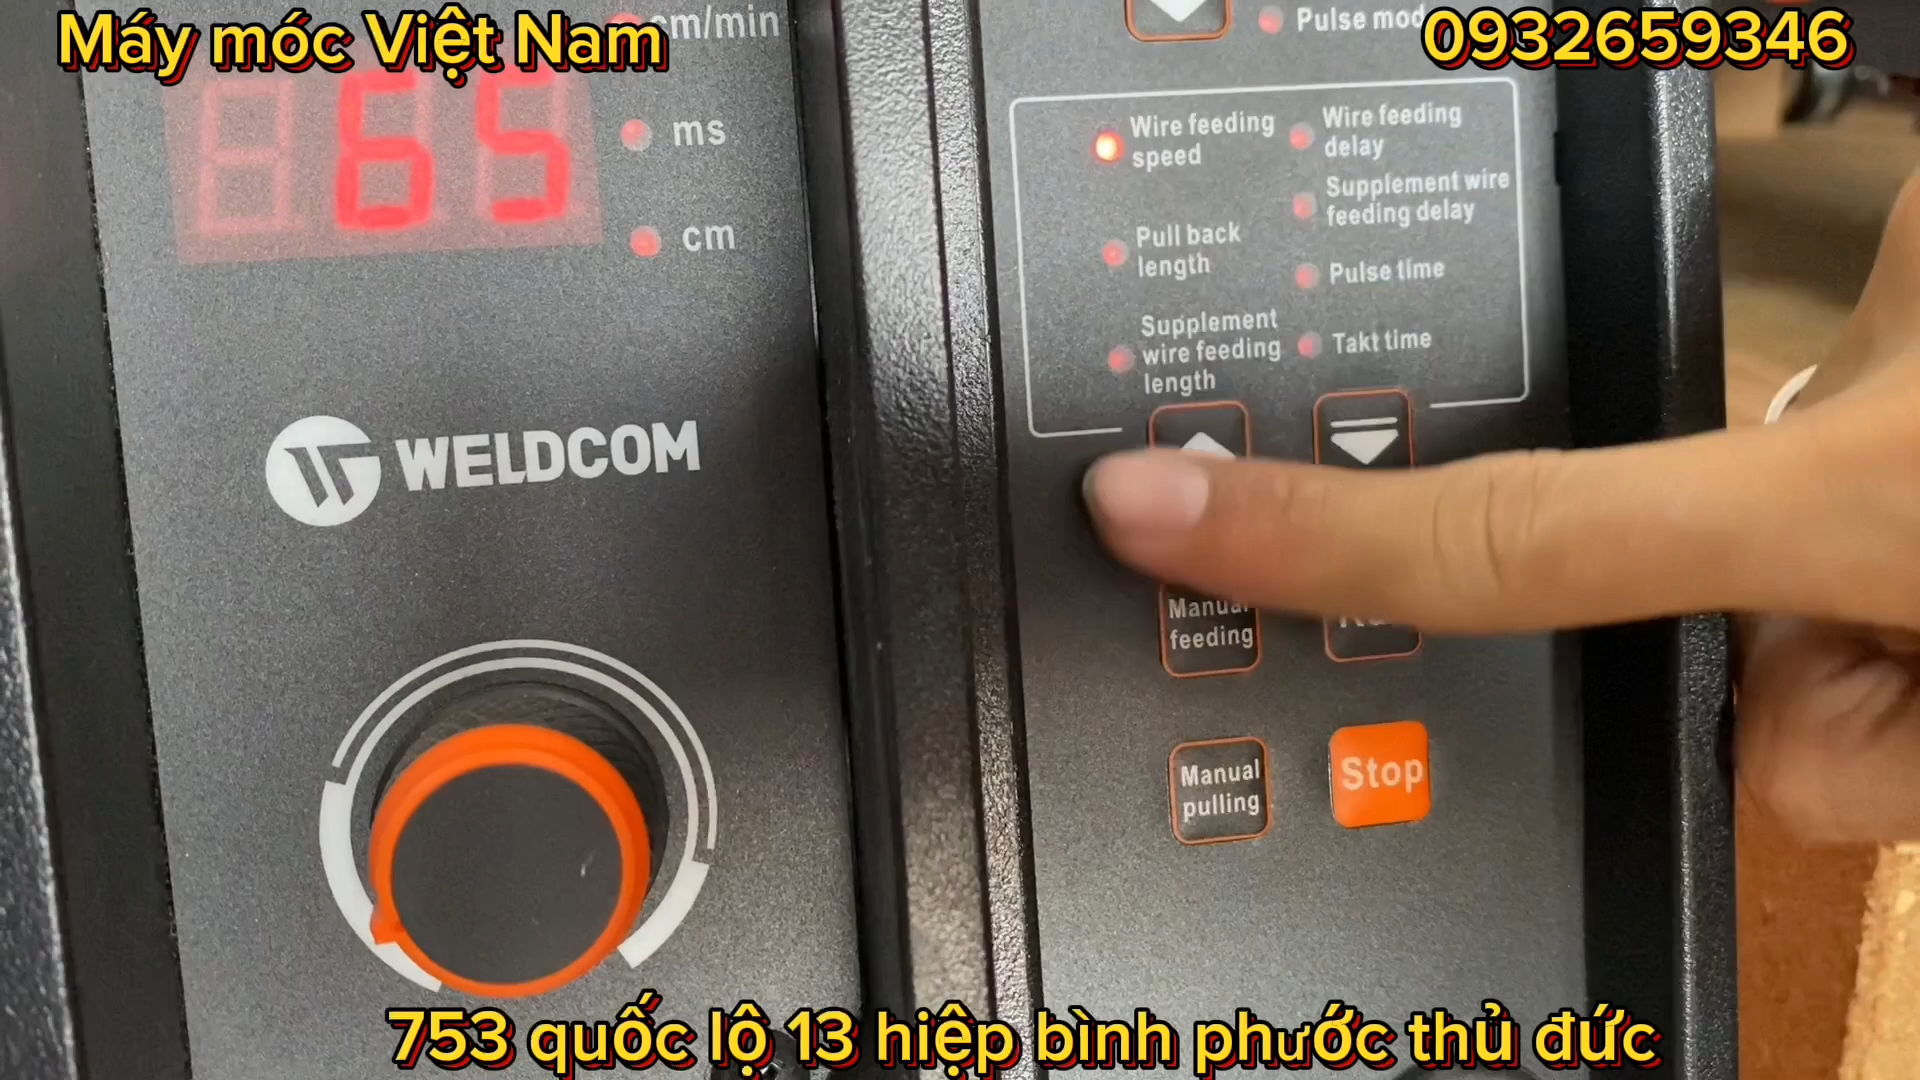 Máy móc Việt Nam
0932659346
cm/min
Pulse mod
65
ms
cm
Wire feeding
speed
Wire feeding
delay
Supplement wire
feeding delay
Pull back
length
Pulse time
Supplement
wire feeding
length
Takt time
WELDCOM
Manual
feeding
Manual
pulling
Stop
753 quốc lộ 13 hiệp bình phước thủ đức